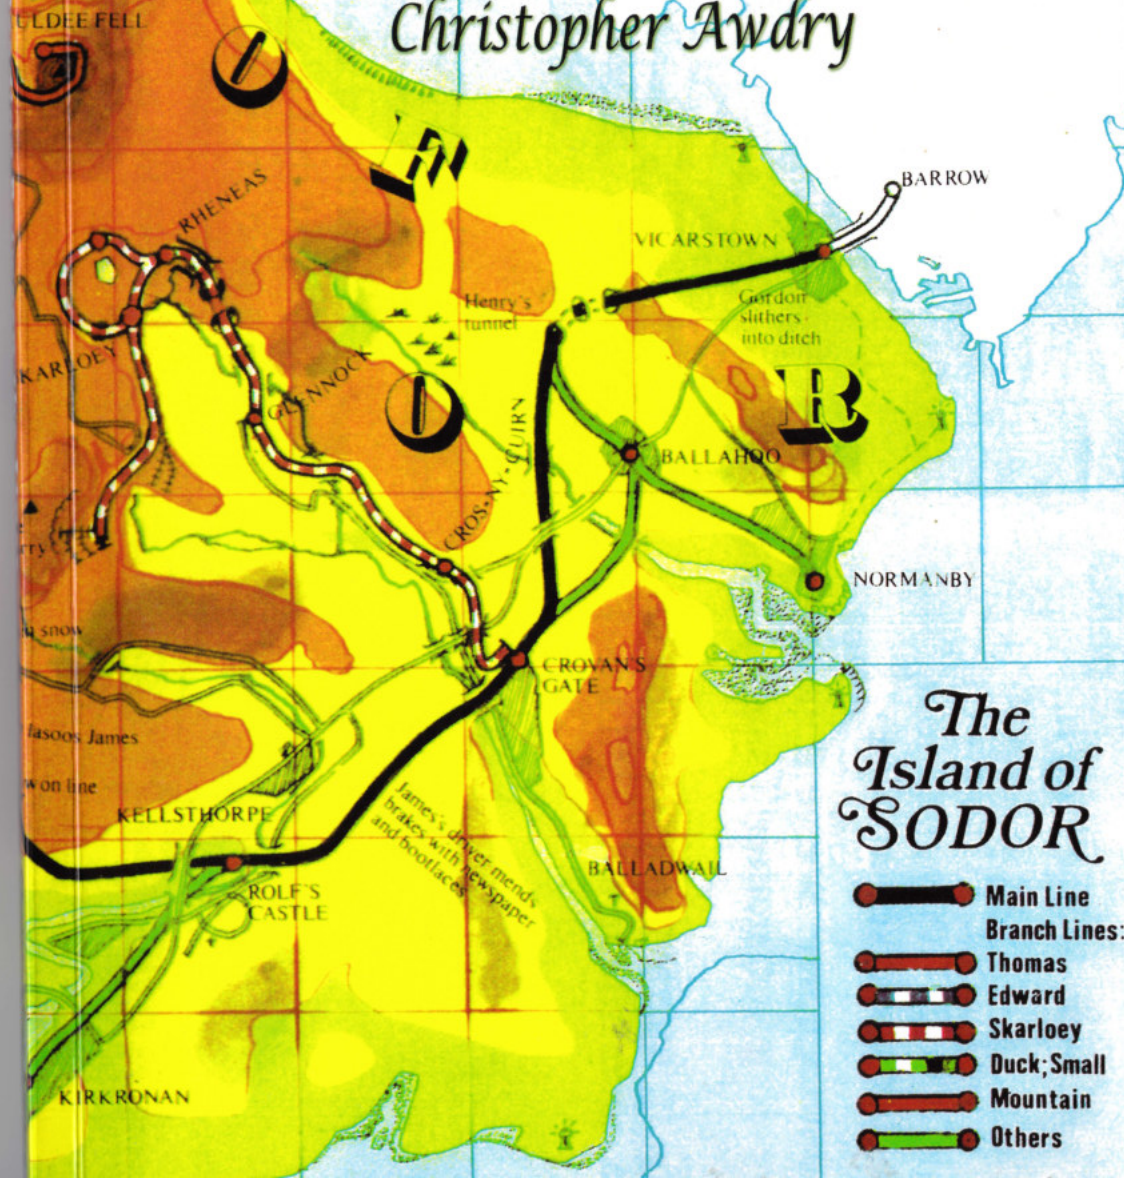 Christopher Awdry
ULDEE FELL
RHENEAS
BARROW
VICARSTOWN
Henry's
tunnel
Gordon
slithers
into ditch
KARLOEY
GLENNOCK
CROS-NY-CUIRN
R
BALLAHOO
NORMANBY
rry
n snow
CROVAN'S
GATE
lasoos James
w on line
KELLSTHORPE
James's driver mends
brakes with newspaper
and bootlaces
BALLADWAIL
ROLF'S
CASTLE
KIRKRONAN
The
Island of
SODOR
Main Line
Branch Lines:
Thomas
Edward
Skarloey
Duck; Small
Mountain
Others